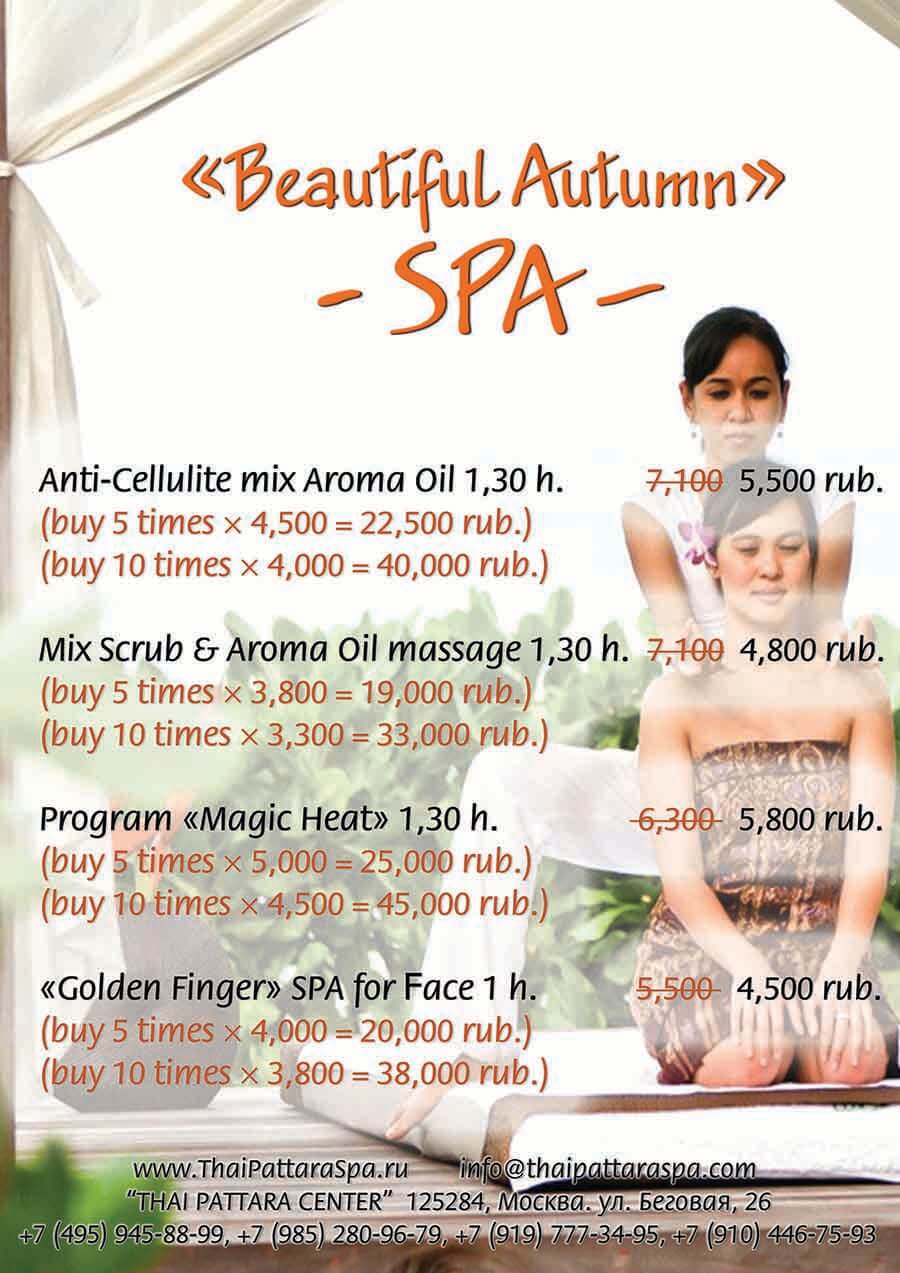 «Beautiful Autumn»
- SPA -
Anti-Cellulite mix Aroma Oil 1,30 h. 7,100 5,500 rub.
(buy 5 times × 4,500 = 22,500 rub.)
(buy 10 times × 4,000 = 40,000 rub.)
Mix Scrub & Aroma Oil massage 1,30 h. 7,100 4,800 rub.
(buy 5 times × 3,800 = 19,000 rub.)
(buy 10 times × 3,300 = 33,000 rub.)
Program «Magic Heat» 1,30 h. 6,300 5,800 rub.
(buy 5 times × 5,000 = 25,000 rub.)
(buy 10 times × 4,500 = 45,000 rub.)
«Golden Finger» SPA for Face 1 h. 5,500 4,500 rub.
(buy 5 times × 4,000 = 20,000 rub.)
(buy 10 times × 3,800 = 38,000 rub.)
www.ThaiPattaraSpa.ru info@thaipattaraspa.com
"THAI PATTARA CENTER" 125284, Москва. ул. Беговая, 26
+7 (495) 945-88-99, +7 (985) 280-96-79, +7 (919) 777-34-95, +7 (910) 446-75-93